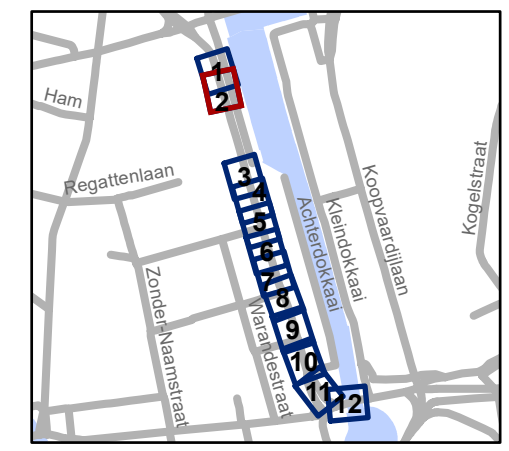 1
2
Ham
Regattenlaan
3
4
5
6
7
8
9
10
11
12
Zonder-Naamstraat
Warandestraat
Achterdokkaai
Kleindokkaai
Koopvaardijlaan
Kogelstraat